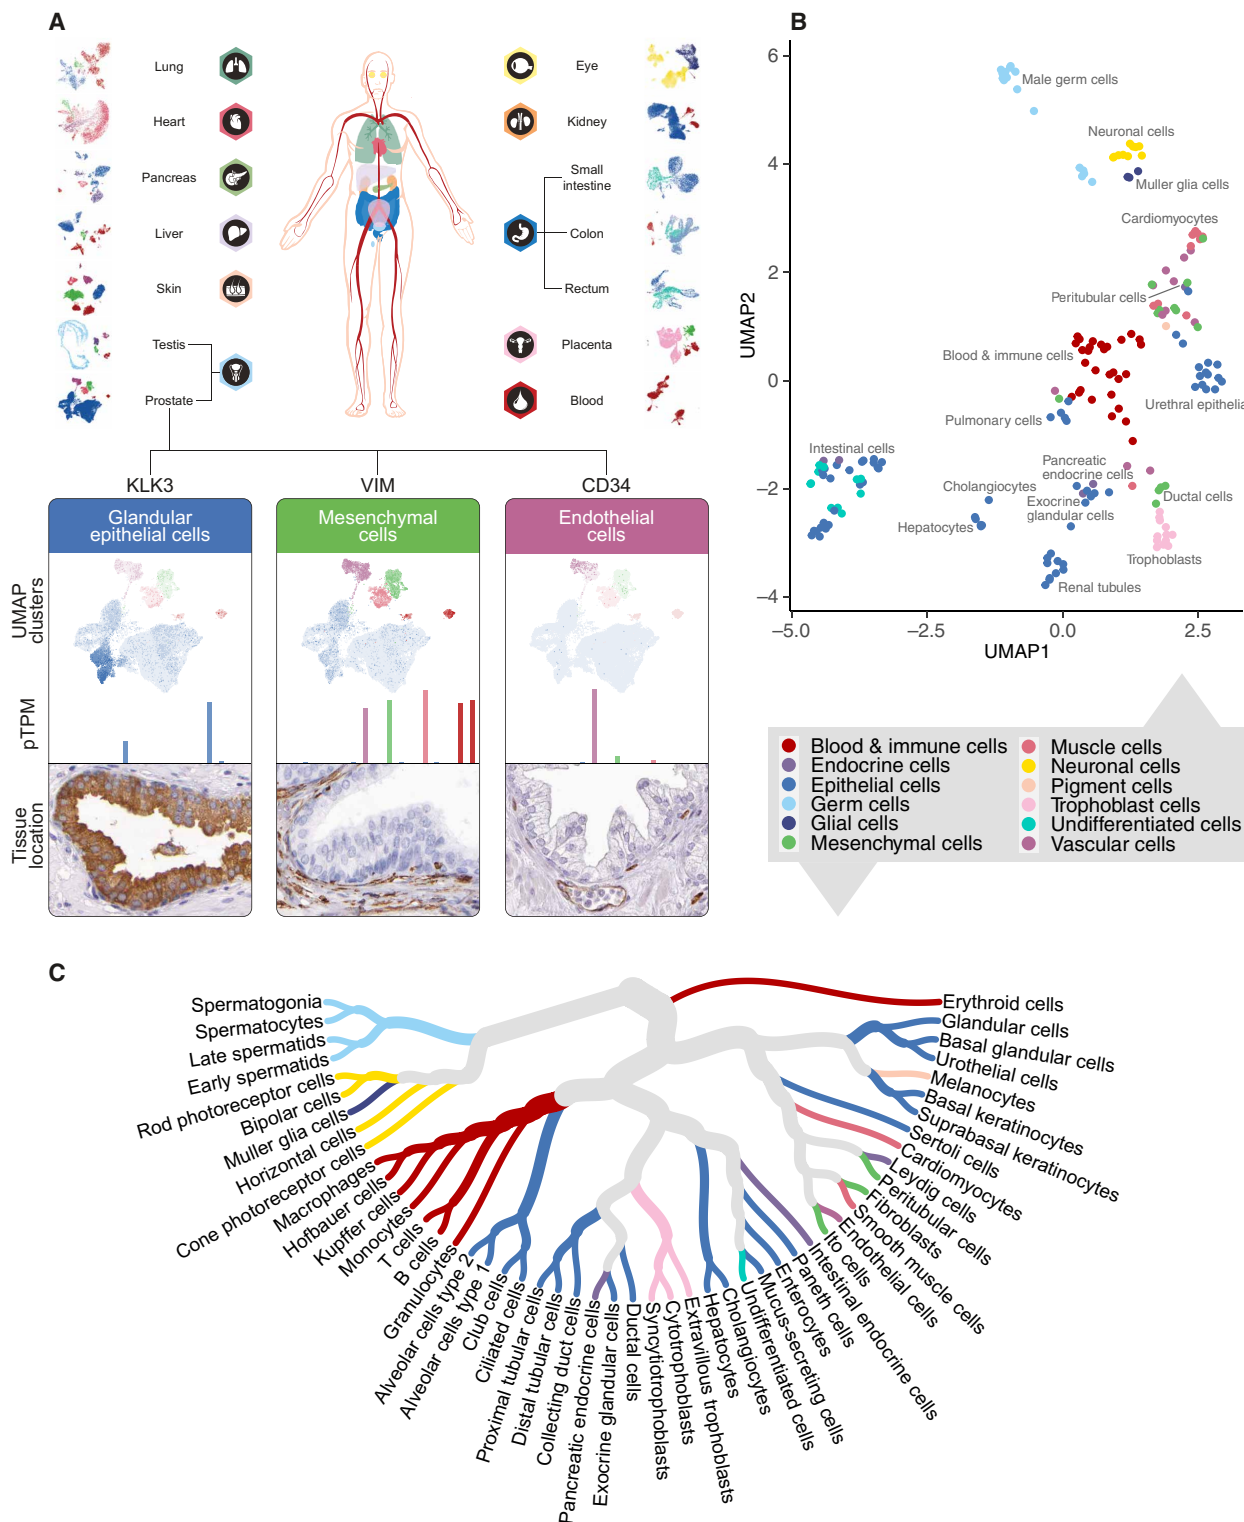 A
Lung
Heart
Pancreas
Liver
Skin
Testis
Prostate
Eye
Kidney
Small
intestine
Colon
Rectum
Placenta
Blood
KLK3
VIM
CD34
Glandular
epithelial cells
Mesenchymal
cells
Endothelial
cells
UMAP
clusters
pTPM
Tissue
location
B
6
4
2
0
–2
–4
–5.0
–2.5
0.0
2.5
UMAP2
UMAP1
Male germ cells
Neuronal cells
Muller glia cells
Cardiomyocytes
Peritubular cells
Blood & immune cells
Urethral epithelia
Pulmonary cells
Intestinal cells
Pancreatic
endocrine cells
Cholangiocytes
Exocrine
glandular cells
Ductal cells
Hepatocytes
Trophoblasts
Renal tubules
Blood & immune cells
Endocrine cells
Epithelial cells
Germ cells
Glial cells
Mesenchymal cells
Muscle cells
Neuronal cells
Pigment cells
Trophoblast cells
Undifferentiated cells
Vascular cells
C
Spermatogonia
Spermatocytes
Late spermatids
Early spermatids
Rod photoreceptor cells
Bipolar cells
Muller glia cells
Horizontal cells
Cone photoreceptor cells
Macrophages
Hofbauer cells
Kupffer cells
Monocytes
T cells
B cells
Granulocytes
Alveolar cells type 2
Alveolar cells type 1
Club cells
Ciliated cells
Proximal tubular cells
Distal tubular cells
Collecting duct cells
Pancreatic endocrine cells
Exocrine glandular cells
Ductal cells
Syncytiotrophoblasts
Cytotrophoblasts
Extravillous trophoblasts
Hepatocytes
Cholangiocytes
Undifferentiated cells
Mucus-secreting cells
Enterocytes
Paneth cells
Intestinal endocrine cells
Ito cells
Endothelial cells
Smooth muscle cells
Fibroblasts
Peritubular cells
Leydig cells
Cardiomyocytes
Sertoli cells
Suprabasal keratinocytes
Basal keratinocytes
Melanocytes
Urothelial cells
Basal glandular cells
Glandular cells
Erythroid cells